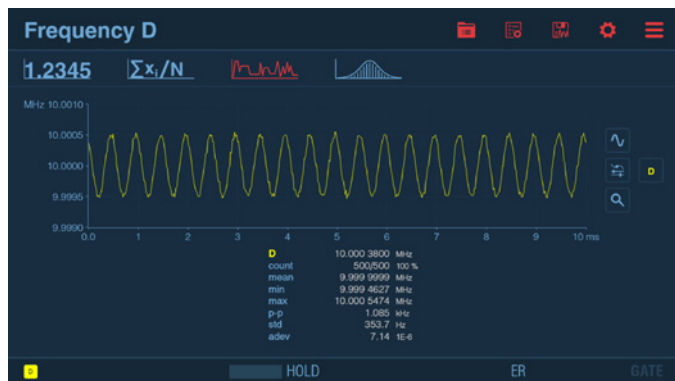 Frequency D
1.2345 Σxᵢ/N
MHz 10.0010
10.0005
10.0000
9.9995
9.9990
0.0 1 2 3 4 5 6 7 8 9 10 ms
D
D 10.000 3800 MHz
count 500/500 100 %
mean 9.999 9999 MHz
min 9.999 4627 MHz
max 10.000 5474 MHz
p-p 1.085 kHz
std 353.7 Hz
adev 7.14 1E-6
D HOLD ER GATE